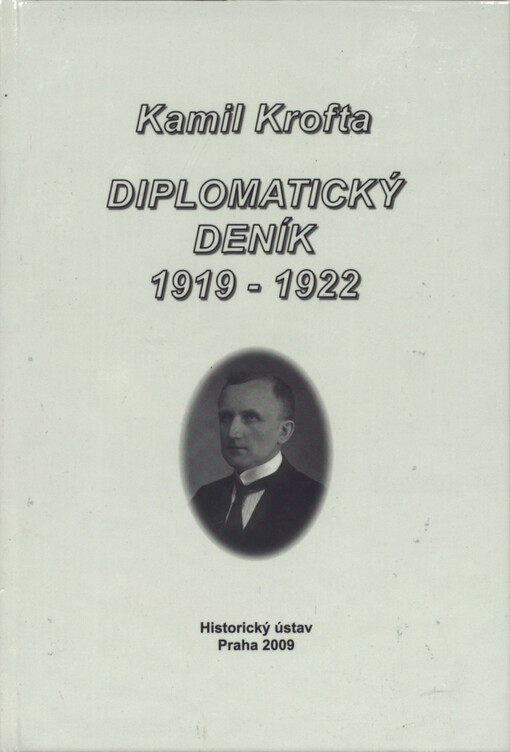 Kamil Krofta
DIPLOMATICKÝ
DENÍK
1919 - 1922
Historický ústav
Praha 2009